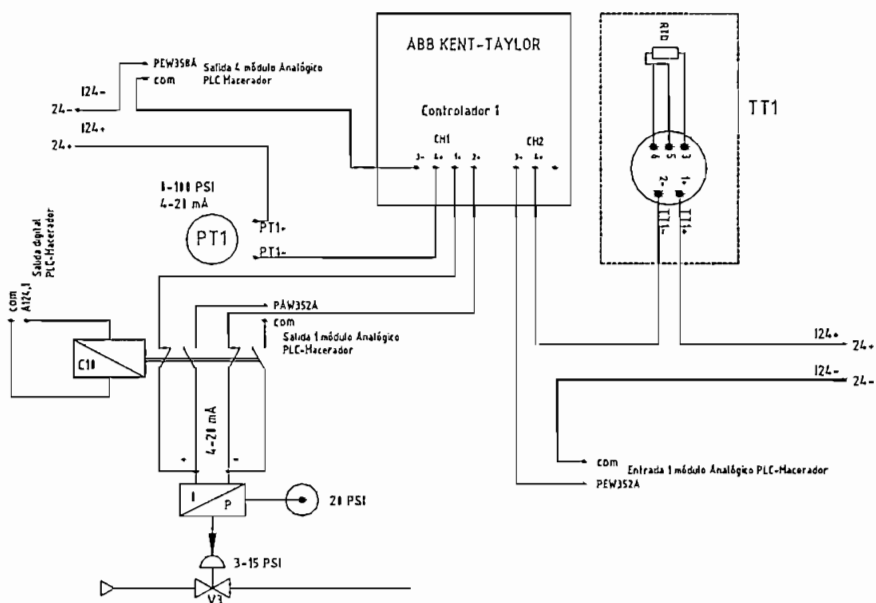 ABB KENT-TAYLOR
Controlador 1
CH1
CH2
3-
4+
1+
2+
3-
4+
PEW358A
Salida 4 módulo Analógico
PLC Macerador
com
I24-
24-
I24+
24+
0-100 PSI
4-20 mA
PT1
PT1+
PT1-
Salida digital
PLC-Macerador
com
A124,1
C10
PAW352A
com
Salida 1 módulo Analógico
PLC-Macerador
4-20 mA
+
-
I
P
20 PSI
3-15 PSI
V3
RTD
TT1
6
5
3
2-
1+
TT1-
TT1+
I24+
24+
I24-
24-
com
Entrada 1 módulo Analógico PLC-Macerador
PEW352A